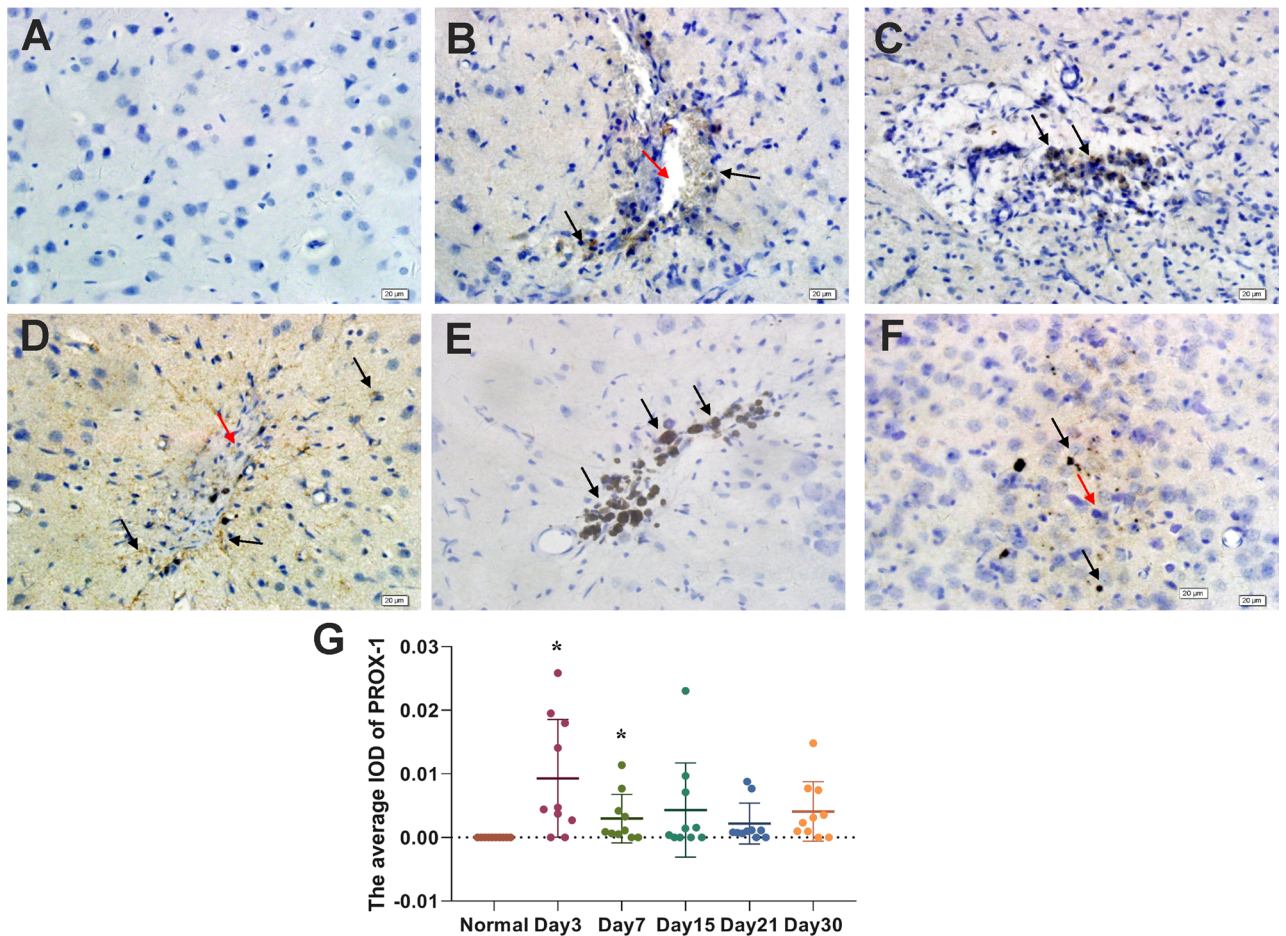 A
B
C
20 µm
20 µm
20 µm
D
E
F
20 µm
20 µm
20 µm
G
The average IOD of PROX-1
0.03
0.02
0.01
0.00
-0.01
*
*
Normal Day3 Day7 Day15 Day21 Day30